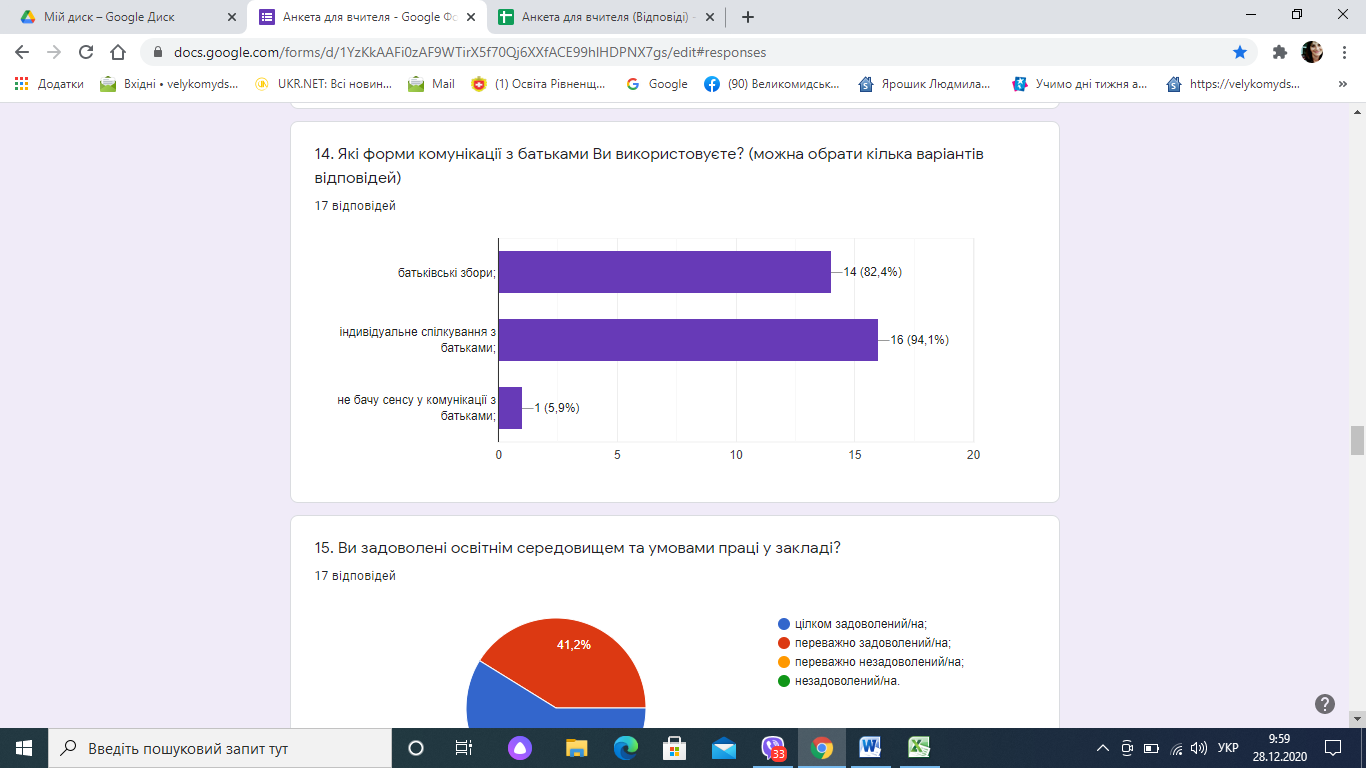 Мій диск – Google Диск
Анкета для вчителя - Google Фо
Анкета для вчителя (Відповіді) -
docs.google.com/forms/d/1YzKkAAFi0zAF9WTirX5f70Qj6XXfACE99hlHDPNX7gs/edit#responses
Додатки
Вхідні • velykomyds...
UKR.NET: Всі новин...
Mail
(1) Освіта Рівненщ...
Google
(90) Великомидськ...
Ярошик Людмила...
Учимо дні тижня а...
https://velykomyds...
»
14. Які форми комунікації з батьками Ви використовуєте? (можна обрати кілька варіантів
відповідей)
17 відповідей
батьківські збори;
14 (82,4%)
індивідуальне спілкування з
батьками;
16 (94,1%)
не бачу сенсу у комунікації з
батьками;
1 (5,9%)
0 5 10 15 20
15. Ви задоволені освітнім середовищем та умовами праці у закладі?
17 відповідей
41,2%
цілком задоволений/на;
переважно задоволений/на;
переважно незадоволений/на;
незадоволений/на.
Введіть пошуковий запит тут
33
УКР
9:59
28.12.2020